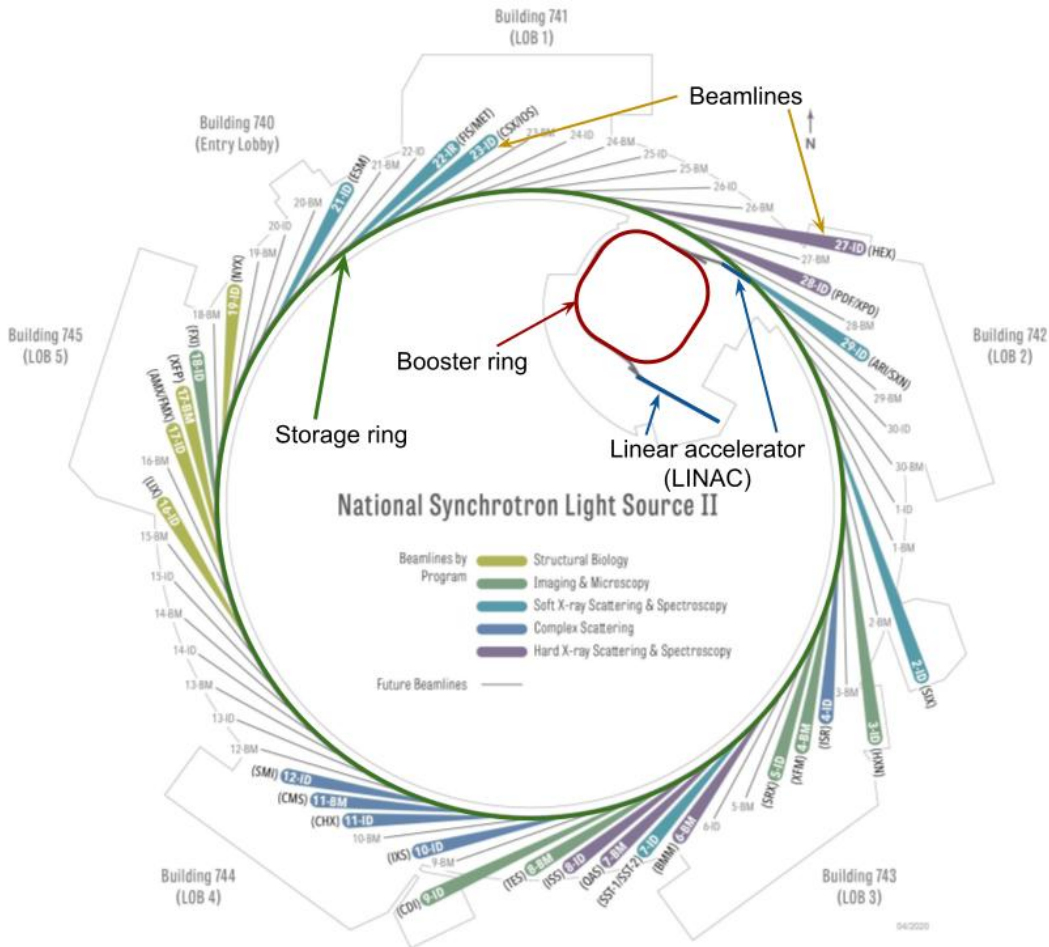 Building 741
(LOB 1)
Beamlines
Building 740
(Entry Lobby)
N
22-IR (FIS/MET)
23-ID (CSX/IOS)
23-BM
24-ID
24-BM
25-ID
25-BM
26-ID
26-BM
27-ID (HEX)
27-BM
28-ID (PDF/XPD)
28-BM
29-ID (ARI/SXN)
29-BM
30-ID
30-BM
1-ID
1-BM
22-ID
21-BM
21-ID (ESM)
20-BM
20-ID
19-BM
19-ID (NYX)
18-BM
18-ID (FXI)
17-BM (XFP)
17-ID (AMX/FMX)
16-BM
16-ID (LIX)
15-BM
15-ID
14-BM
14-ID
13-BM
13-ID
12-BM
Building 745
(LOB 5)
Building 742
(LOB 2)
Booster ring
Storage ring
Linear accelerator
(LINAC)
National Synchrotron Light Source II
Beamlines by
Program
Structural Biology
Imaging & Microscopy
Soft X-ray Scattering & Spectroscopy
Complex Scattering
Hard X-ray Scattering & Spectroscopy
Future Beamlines
2-BM
2-ID (SIX)
3-BM
3-ID (HXN)
4-ID (ISR)
4-BM (XFM)
5-ID (SRX)
5-BM
6-ID
6-BM (BMM)
7-ID (SST-1/SST-2)
7-BM (QAS)
8-ID (ISS)
8-BM (TES)
9-ID (CDI)
9-BM
(IXS) 10-ID
10-BM
(CHX) 11-ID
(CMS) 11-BM
(SMI) 12-ID
Building 744
(LOB 4)
Building 743
(LOB 3)
04/2020